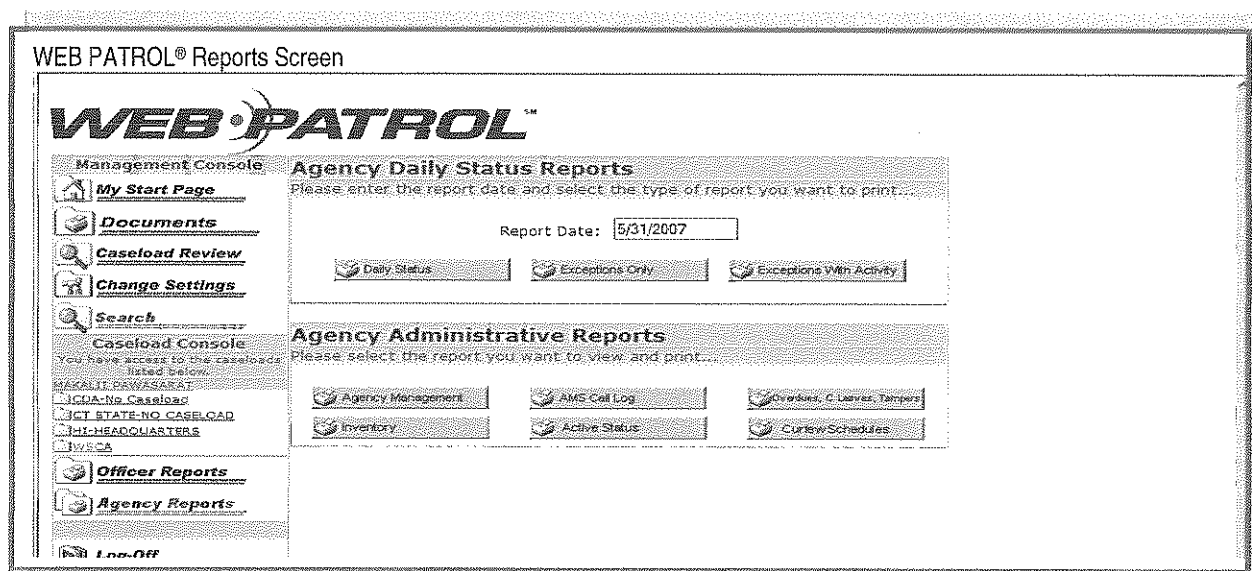 WEB PATROL® Reports Screen
WEB PATROL℠
Management Console
My Start Page
Documents
Caseload Review
Change Settings
Search
Caseload Console
You have access to the caseloads
listed below.
CDA-No Caseload
CT STATE-NO CASELOAD
HI-HEADQUARTERS
WSCA
Officer Reports
Agency Reports
Log-Off
Agency Daily Status Reports
Please enter the report date and select the type of report you want to print...
Report Date: 5/31/2007
Daily Status Exceptions Only Exceptions With Activity
Agency Administrative Reports
Please select the report you want to view and print...
Agency Management AMS Call Log Overdues, C. Leaves, Tampers
Inventory Active Status Curfew Schedules